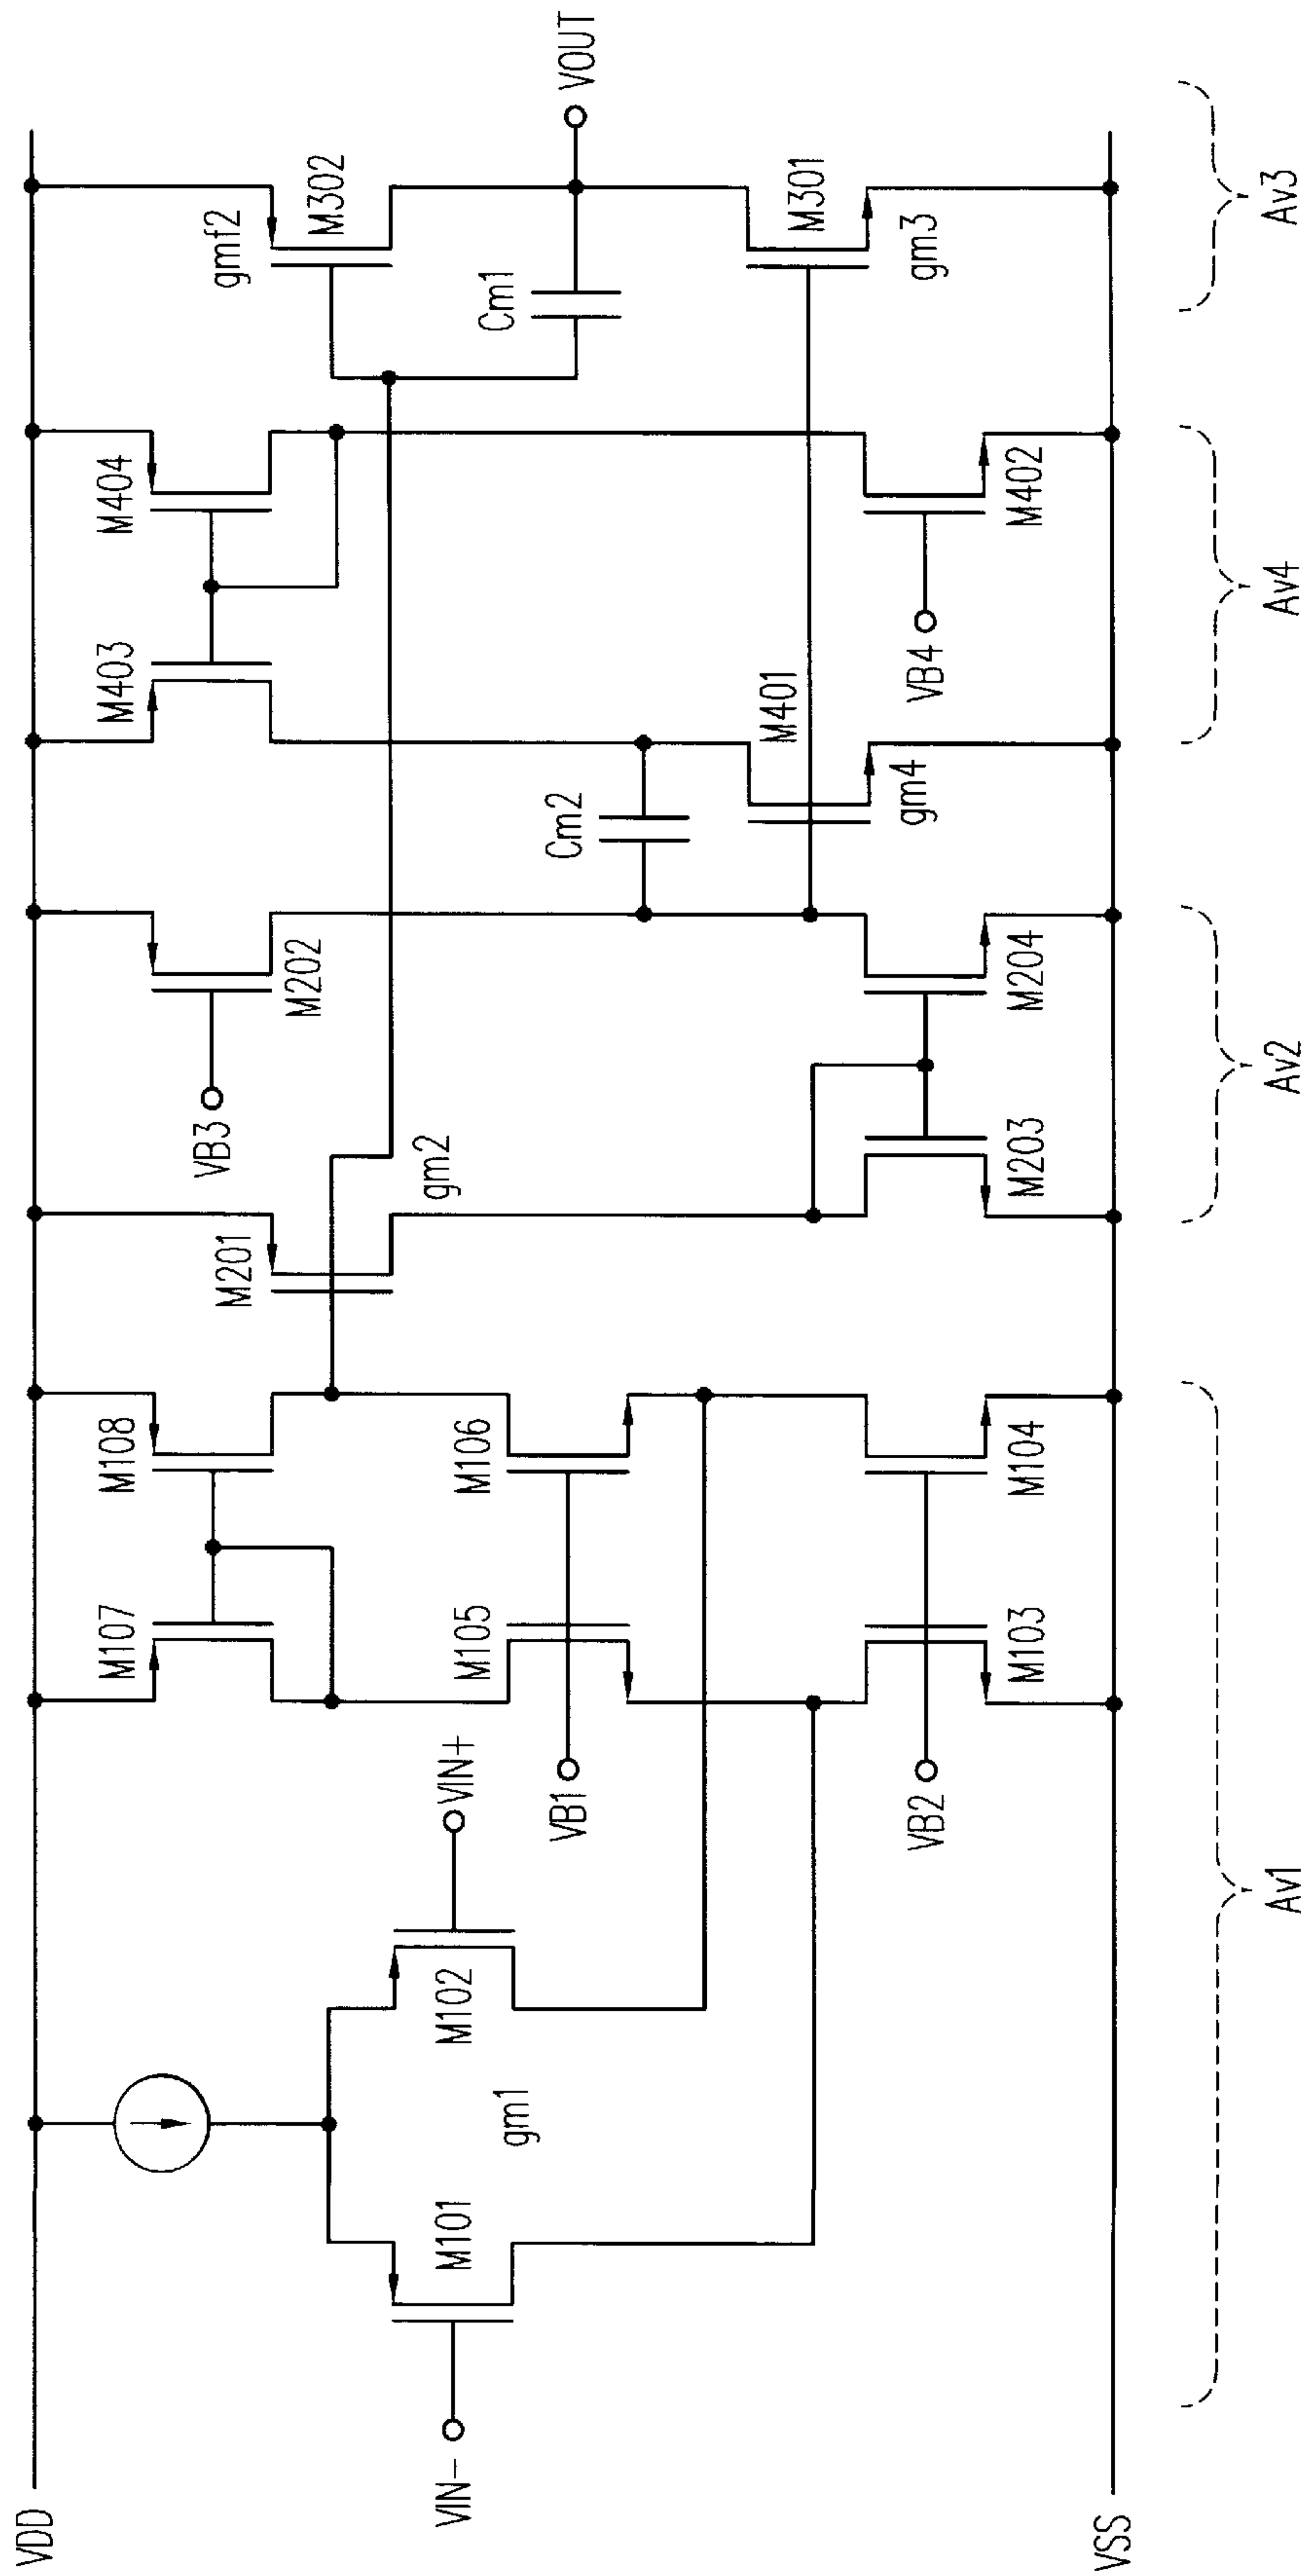 VDD
VIN−
M101
gm1
M102
VIN+
VB1
VB2
M107
M108
M105
M106
M103
M104
M201
gm2
VB3
M202
M203
M204
Cm2
M403
M404
M401
gm4
VB4
M402
gmf2
M302
Cm1
VOUT
M301
gm3
VSS
Av1
Av2
Av4
Av3